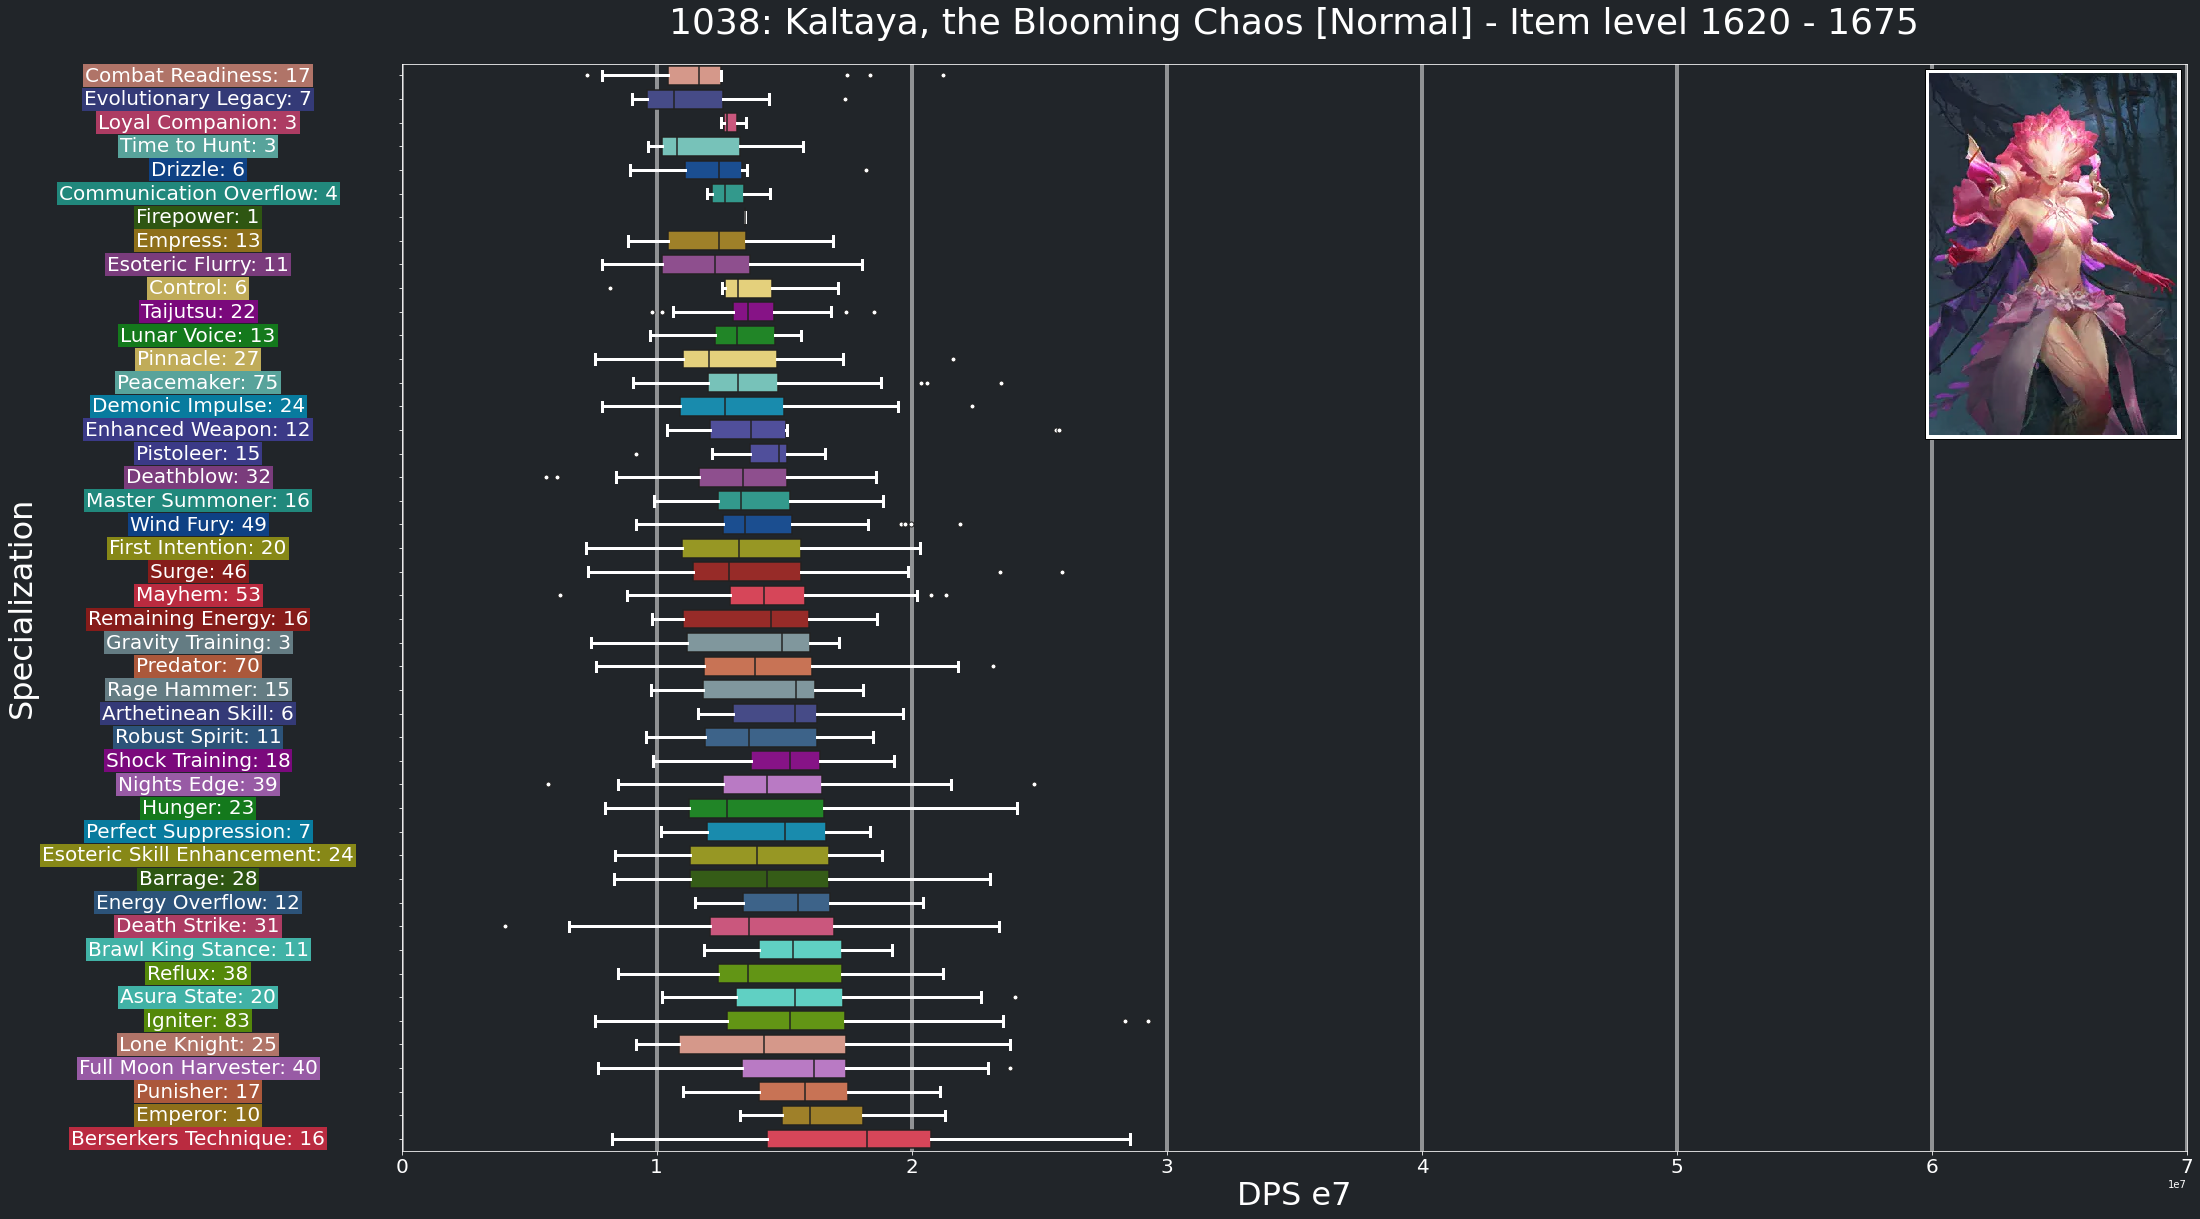 1038: Kaltaya, the Blooming Chaos [Normal] - Item level 1620 - 1675
Specialization
Combat Readiness: 17
Evolutionary Legacy: 7
Loyal Companion: 3
Time to Hunt: 3
Drizzle: 6
Communication Overflow: 4
Firepower: 1
Empress: 13
Esoteric Flurry: 11
Control: 6
Taijutsu: 22
Lunar Voice: 13
Pinnacle: 27
Peacemaker: 75
Demonic Impulse: 24
Enhanced Weapon: 12
Pistoleer: 15
Deathblow: 32
Master Summoner: 16
Wind Fury: 49
First Intention: 20
Surge: 46
Mayhem: 53
Remaining Energy: 16
Gravity Training: 3
Predator: 70
Rage Hammer: 15
Arthetinean Skill: 6
Robust Spirit: 11
Shock Training: 18
Nights Edge: 39
Hunger: 23
Perfect Suppression: 7
Esoteric Skill Enhancement: 24
Barrage: 28
Energy Overflow: 12
Death Strike: 31
Brawl King Stance: 11
Reflux: 38
Asura State: 20
Igniter: 83
Lone Knight: 25
Full Moon Harvester: 40
Punisher: 17
Emperor: 10
Berserkers Technique: 16
0 1 2 3 4 5 6 7
1e7
DPS e7